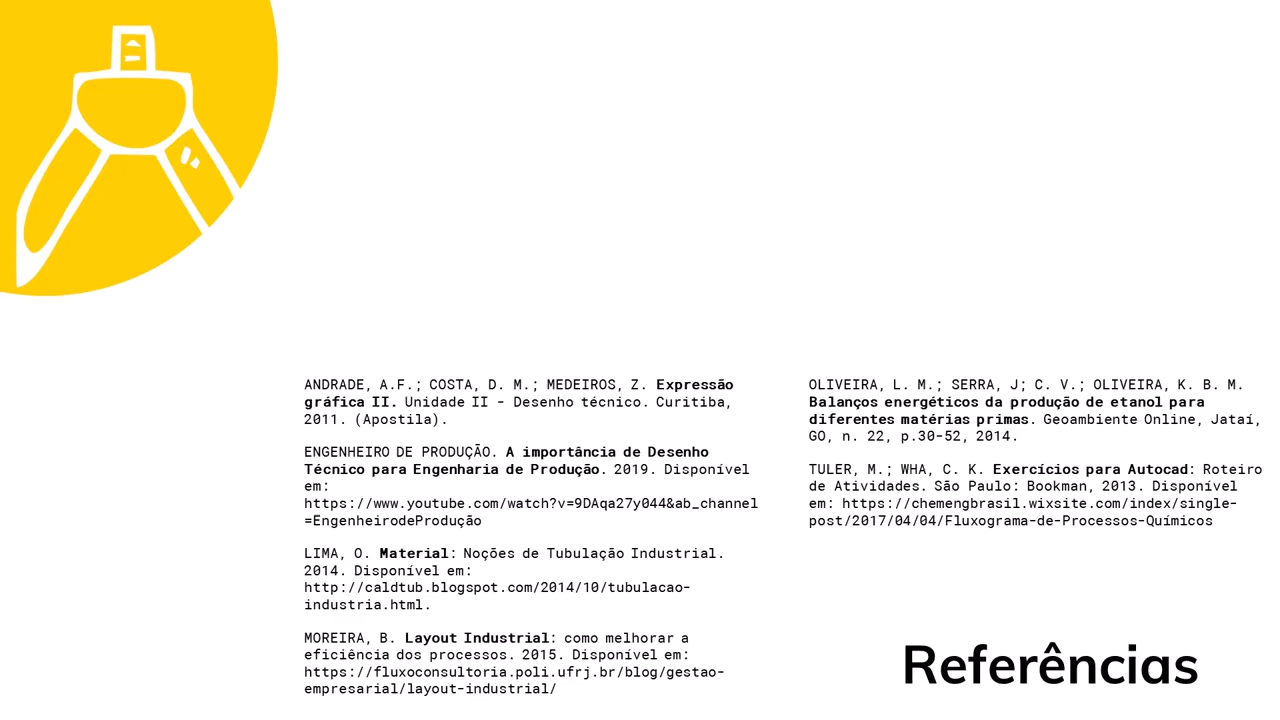 ANDRADE, A.F.; COSTA, D. M.; MEDEIROS, Z. Expressão
gráfica II. Unidade II - Desenho técnico. Curitiba,
2011. (Apostila).
ENGENHEIRO DE PRODUÇÃO. A importância de Desenho
Técnico para Engenharia de Produção. 2019. Disponível
em:
https://www.youtube.com/watch?v=9DAqa27y044&ab_channel
=EngenheirodeProdução
LIMA, O. Material: Noções de Tubulação Industrial.
2014. Disponível em:
http://caldtub.blogspot.com/2014/10/tubulacao-
industria.html.
MOREIRA, B. Layout Industrial: como melhorar a
eficiência dos processos. 2015. Disponível em:
https://fluxoconsultoria.poli.ufrj.br/blog/gestao-
empresarial/layout-industrial/
OLIVEIRA, L. M.; SERRA, J; C. V.; OLIVEIRA, K. B. M.
Balanços energéticos da produção de etanol para
diferentes matérias primas. Geoambiente Online, Jataí,
GO, n. 22, p.30-52, 2014.
TULER, M.; WHA, C. K. Exercícios para Autocad: Roteiro
de Atividades. São Paulo: Bookman, 2013. Disponível
em: https://chemengbrasil.wixsite.com/index/single-
post/2017/04/04/Fluxograma-de-Processos-Químicos
Referências